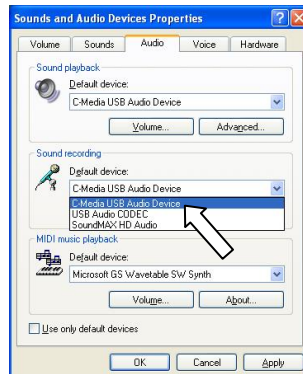 Sounds and Audio Devices Properties
Volume Sounds Audio Voice Hardware
Sound playback
Default device:
C-Media USB Audio Device
Volume... Advanced...
Sound recording
Default device:
C-Media USB Audio Device
C-Media USB Audio Device
USB Audio CODEC
SoundMAX HD Audio
MIDI music playback
Default device:
Microsoft GS Wavetable SW Synth
Volume... About...
Use only default devices
OK Cancel Apply